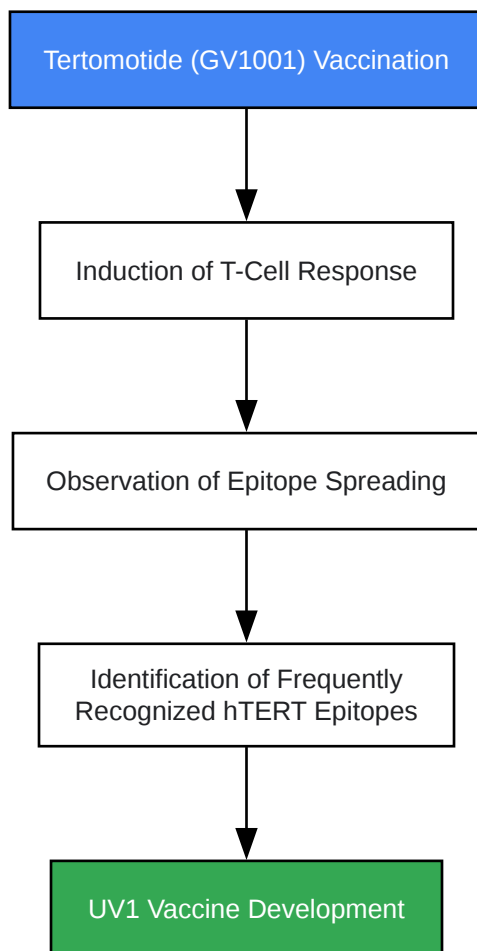 Tertomotide (GV1001) Vaccination
Induction of T-Cell Response
Observation of Epitope Spreading
Identification of Frequently
Recognized hTERT Epitopes
UV1 Vaccine Development